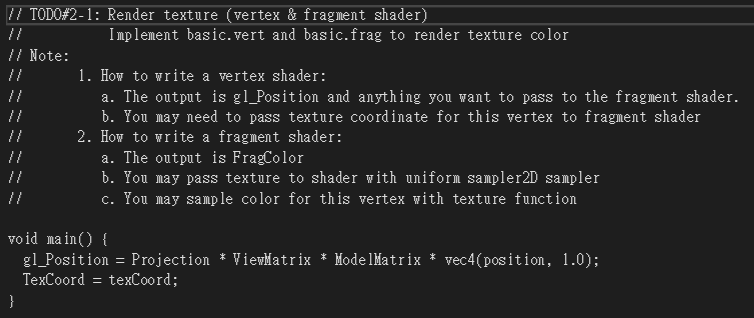 // TODO#2-1: Render texture (vertex & fragment shader)
//           Implement basic.vert and basic.frag to render texture color
// Note:
//       1. How to write a vertex shader:
//          a. The output is gl_Position and anything you want to pass to the fragment shader.
//          b. You may need to pass texture coordinate for this vertex to fragment shader
//       2. How to write a fragment shader:
//          a. The output is FragColor
//          b. You may pass texture to shader with uniform sampler2D sampler
//          c. You may sample color for this vertex with texture function

void main() {
  gl_Position = Projection * ViewMatrix * ModelMatrix * vec4(position, 1.0);
  TexCoord = texCoord;
}